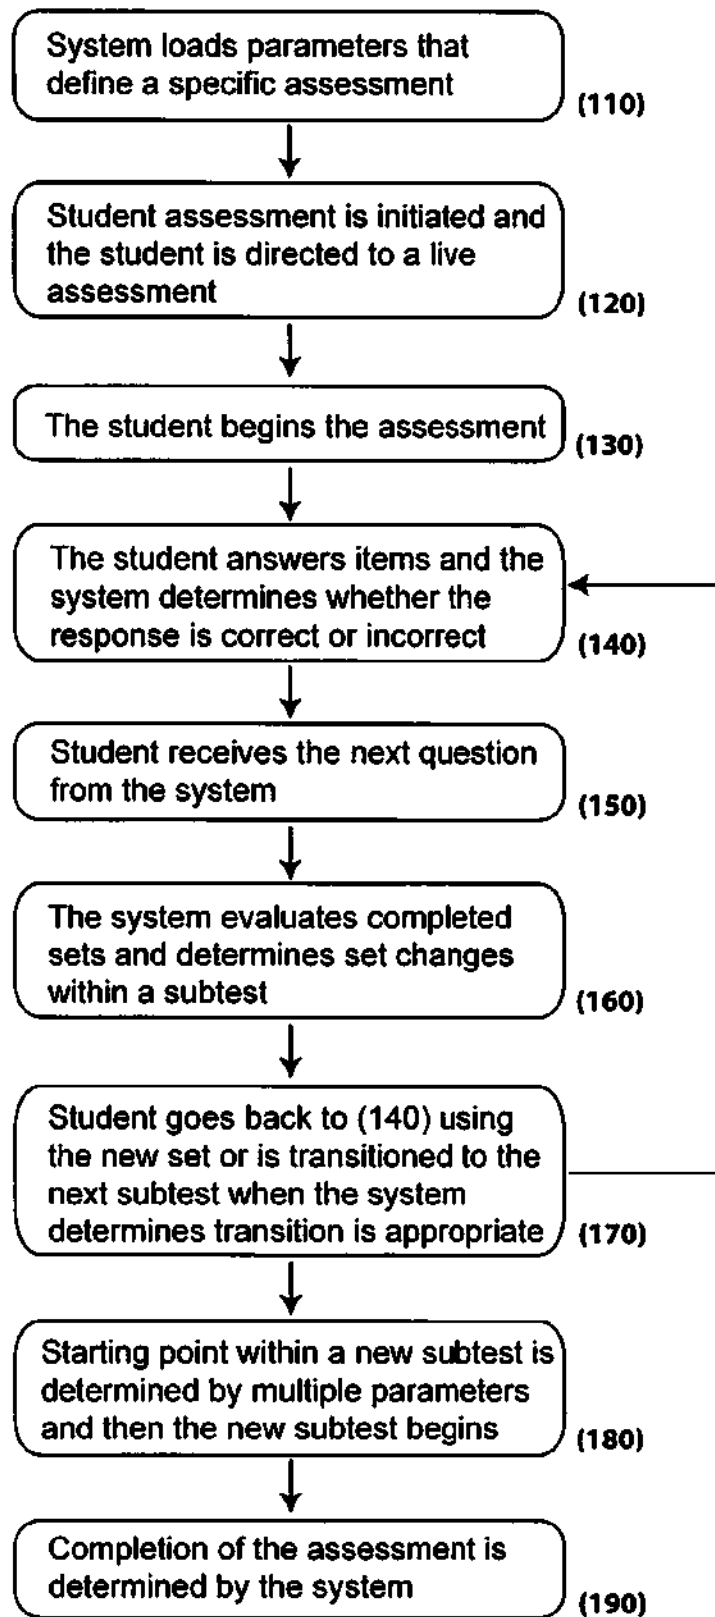 System loads parameters that
define a specific assessment
(110)
Student assessment is initiated and
the student is directed to a live
assessment
(120)
The student begins the assessment
(130)
The student answers items and the
system determines whether the
response is correct or incorrect
(140)
Student receives the next question
from the system
(150)
The system evaluates completed
sets and determines set changes
within a subtest
(160)
Student goes back to (140) using
the new set or is transitioned to the
next subtest when the system
determines transition is appropriate
(170)
Starting point within a new subtest is
determined by multiple parameters
and then the new subtest begins
(180)
Completion of the assessment is
determined by the system
(190)